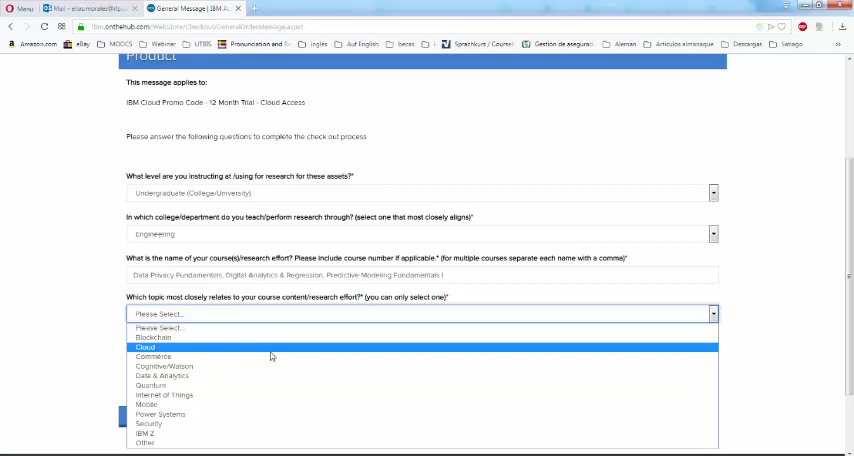 Menu
Mail - elias.morales@itp...
General Message | IBM Ac
ibm.onthehub.com/WebStore/Checkout/GeneralOrderMessage.aspx
Amazon.com eBay MOOCS Webinar UTBIS Pronunciation and R inglés Auf English becas Sprachkurs / Course Gestión de asegurad Aleman Articulos almanaque Descargas Satiago
Product
This message applies to:
IBM Cloud Promo Code - 12 Month Trial - Cloud Access
Please answer the following questions to complete the check out process
What level are you instructing at /using for research for these assets?*
Undergraduate (College/University)
In which college/department do you teach/perform research through? (select one that most closely aligns)*
Engineering
What is the name of your course(s)/research effort? Please include course number if applicable.* (for multiple courses separate each name with a comma)*
Data Privacy Fundamentals, Digital Analytics & Regression, Predictive Modeling Fundamentals I
Which topic most closely relates to your course content/research effort?* (you can only select one)*
Please Select...
Please Select...
Blockchain
Cloud
Commerce
Cognitive/Watson
Data & Analytics
Quantum
Internet of Things
Mobile
Power Systems
Security
IBM Z
Other